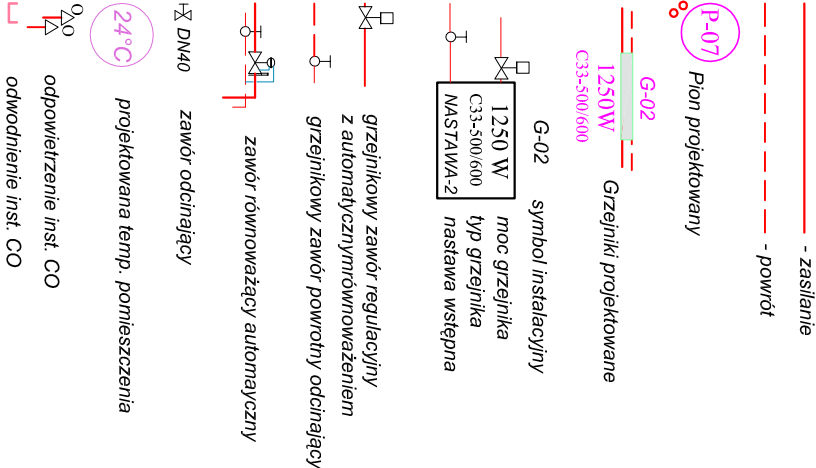 - zasilanie
- powrót
P-07 Pion projektowany
G-02
1250W
C33-500/600
Grzejniki projektowane
G-02 symbol instalacyjny
1250 W moc grzejnika
C33-500/600 typ grzejnika
NASTAWA-2 nastawa wstępna
grzejnikowy zawór regulacyjny
z automatycznymrównoważeniem
grzejnikowy zawór powrotny odcinający
zawór równoważący automayczny
DN40 zawór odcinający
24°C projektowana temp. pomieszczenia
odpowietrzenie inst. CO
odwodnienie inst. CO